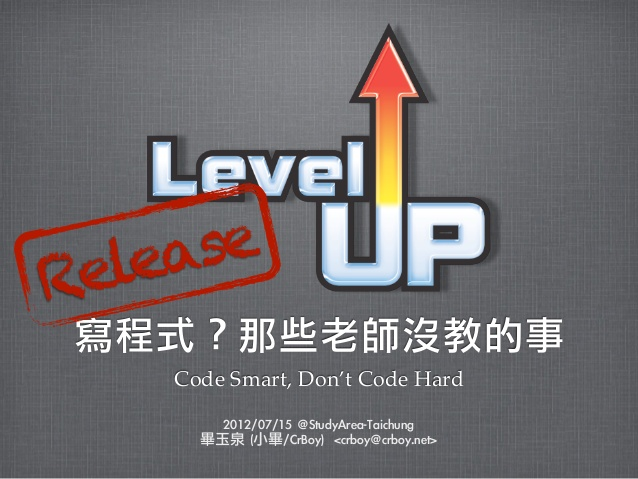 Level
UP
Release
寫程式？那些老師沒教的事
Code Smart, Don’t Code Hard
2012/07/15 @StudyArea-Taichung
畢玉泉 (小畢/CrBoy) <crboy@crboy.net>